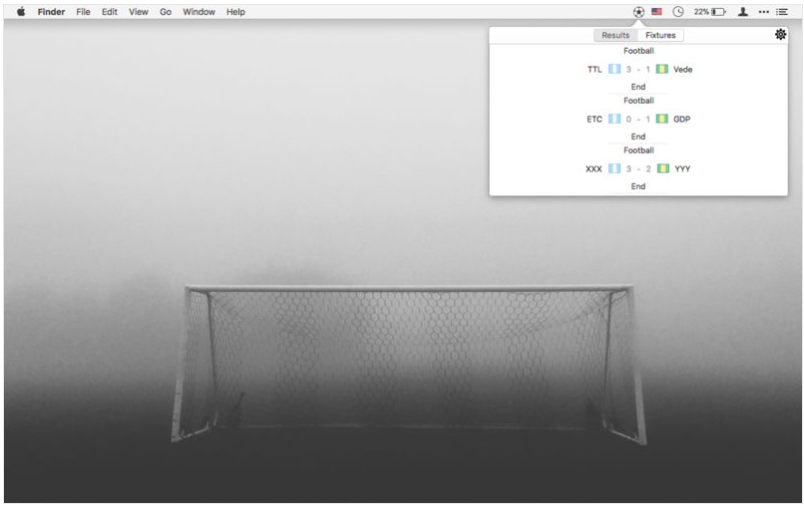 Finder File Edit View Go Window Help 22%
Results Fixtures
Football
TTL 3 - 1 Vede
End
Football
ETC 0 - 1 GDP
End
Football
XXX 3 - 2 YYY
End